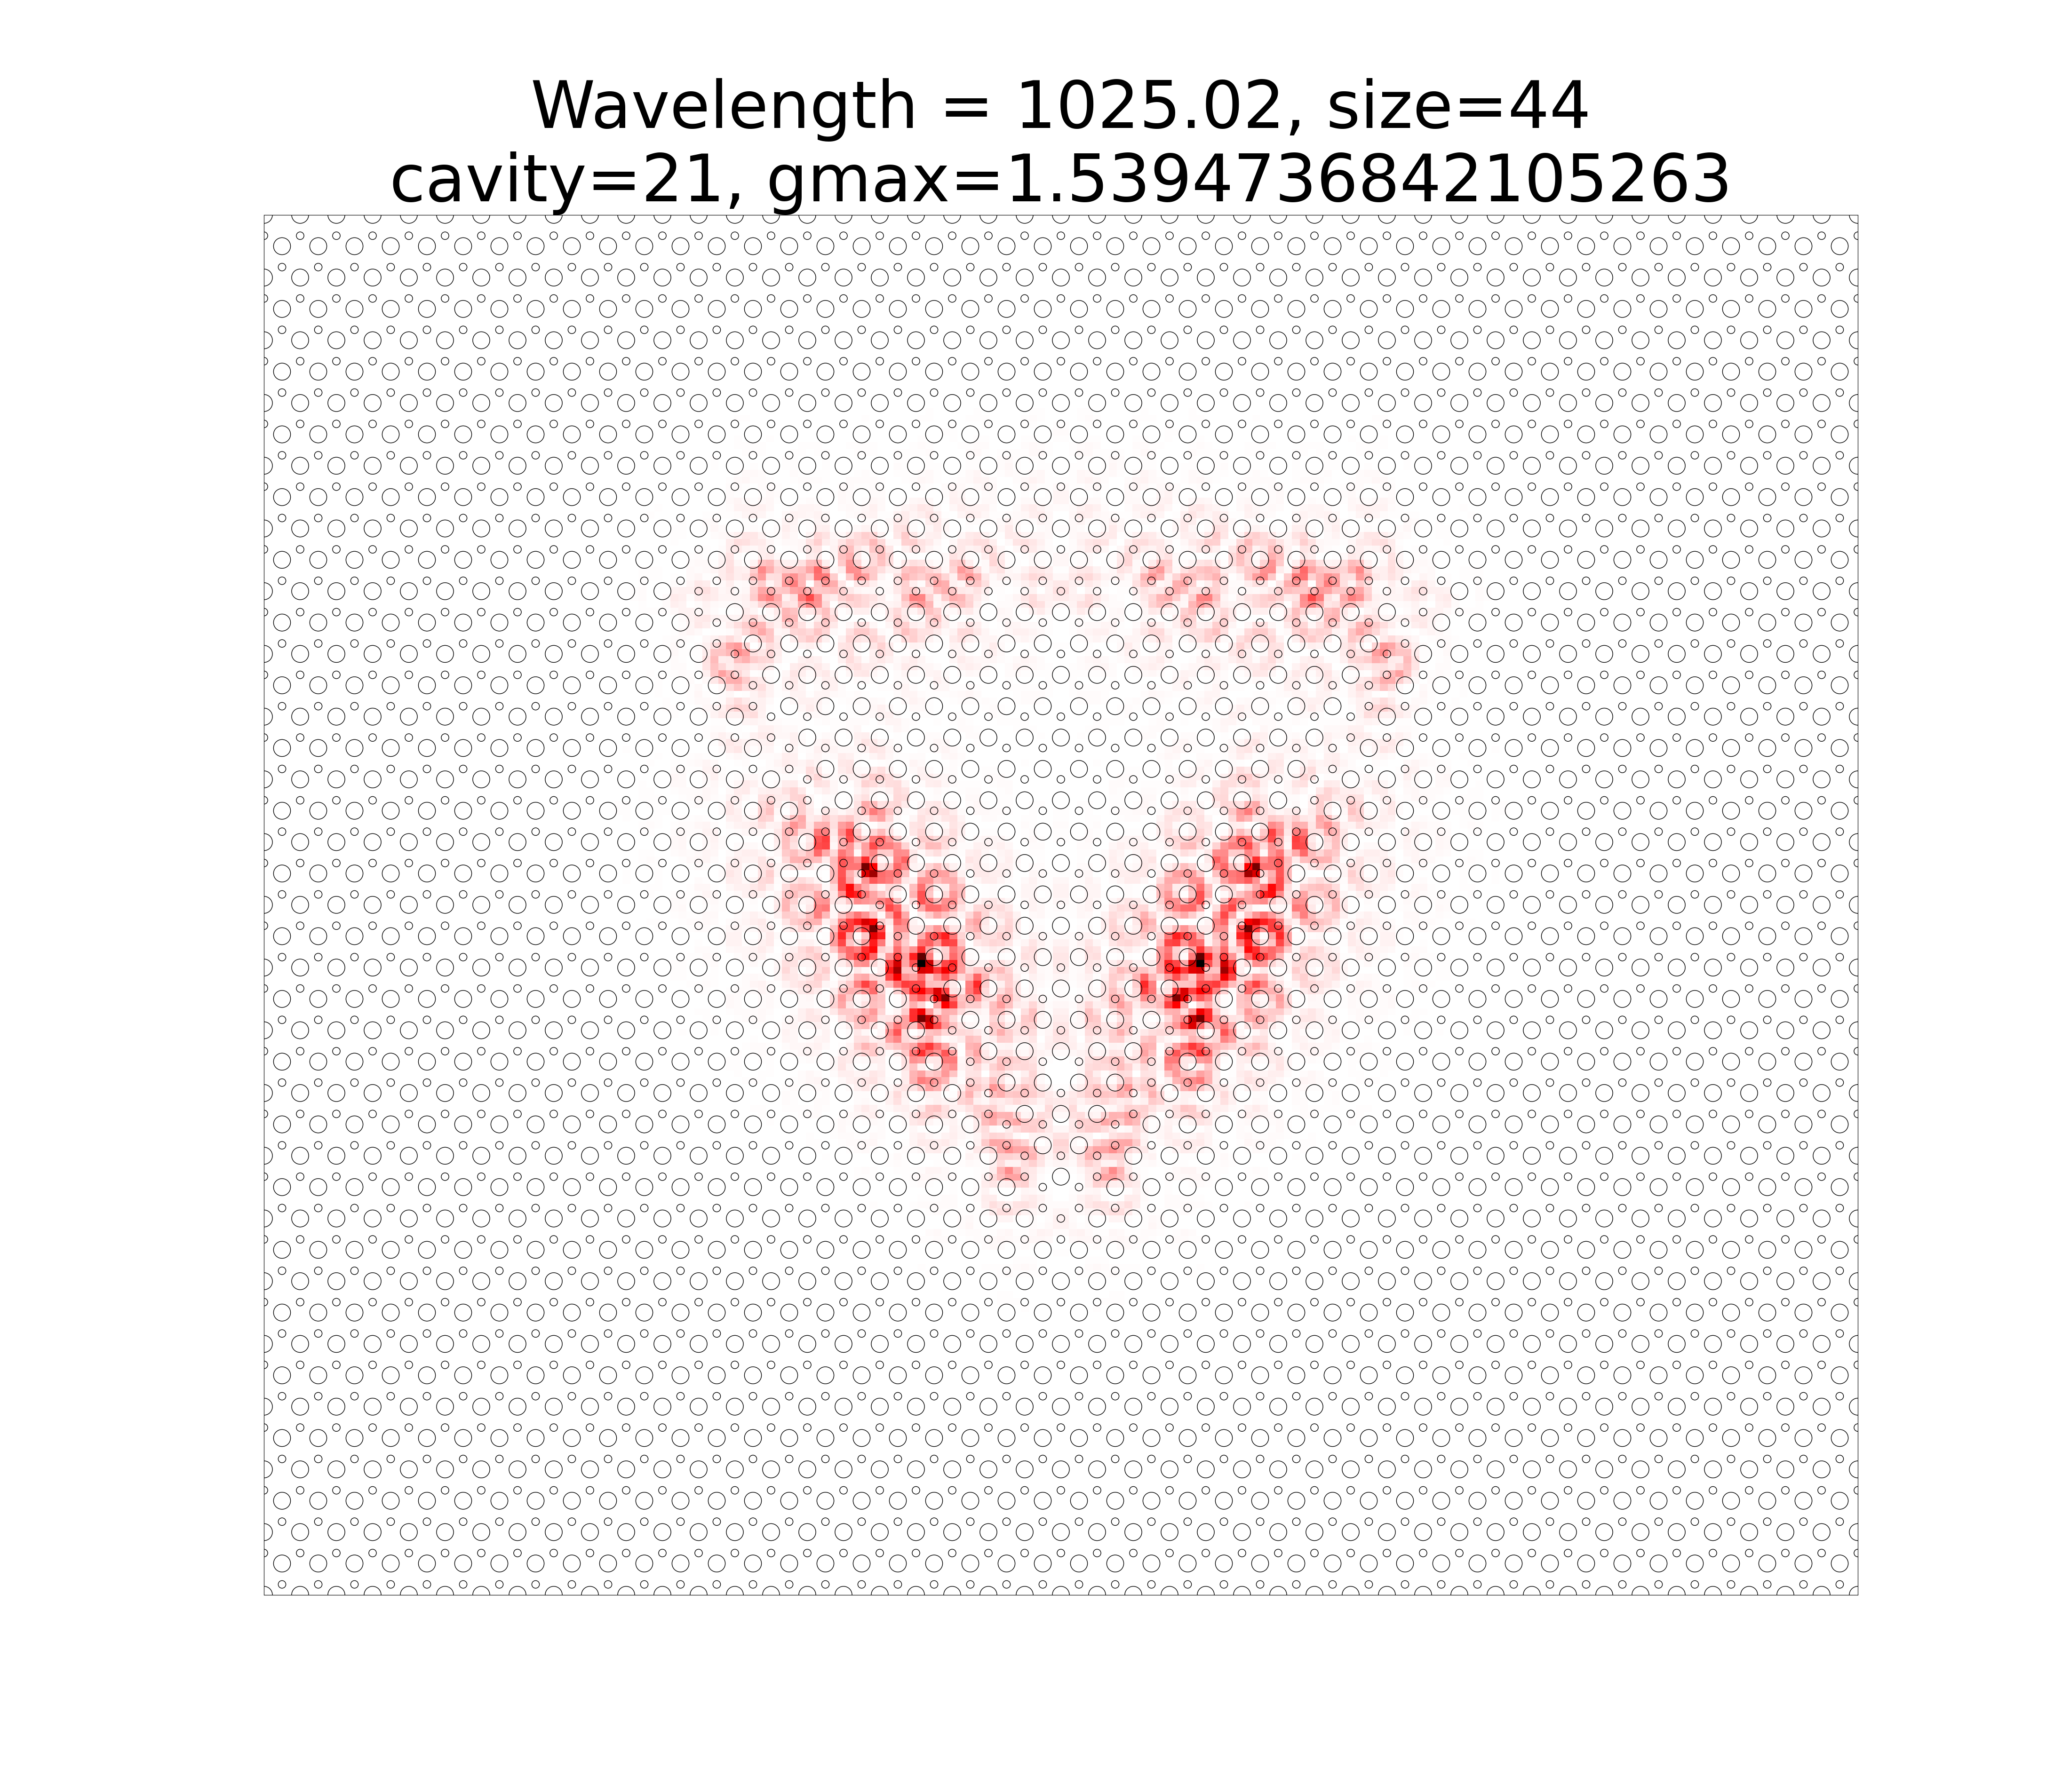 Wavelength = 1025.02, size=44
cavity=21, gmax=1.5394736842105263